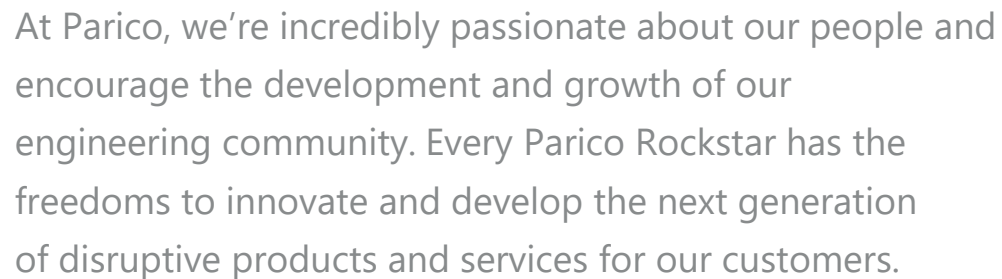 At Parico, we’re incredibly passionate about our people and
encourage the development and growth of our
engineering community. Every Parico Rockstar has the
freedoms to innovate and develop the next generation
of disruptive products and services for our customers.